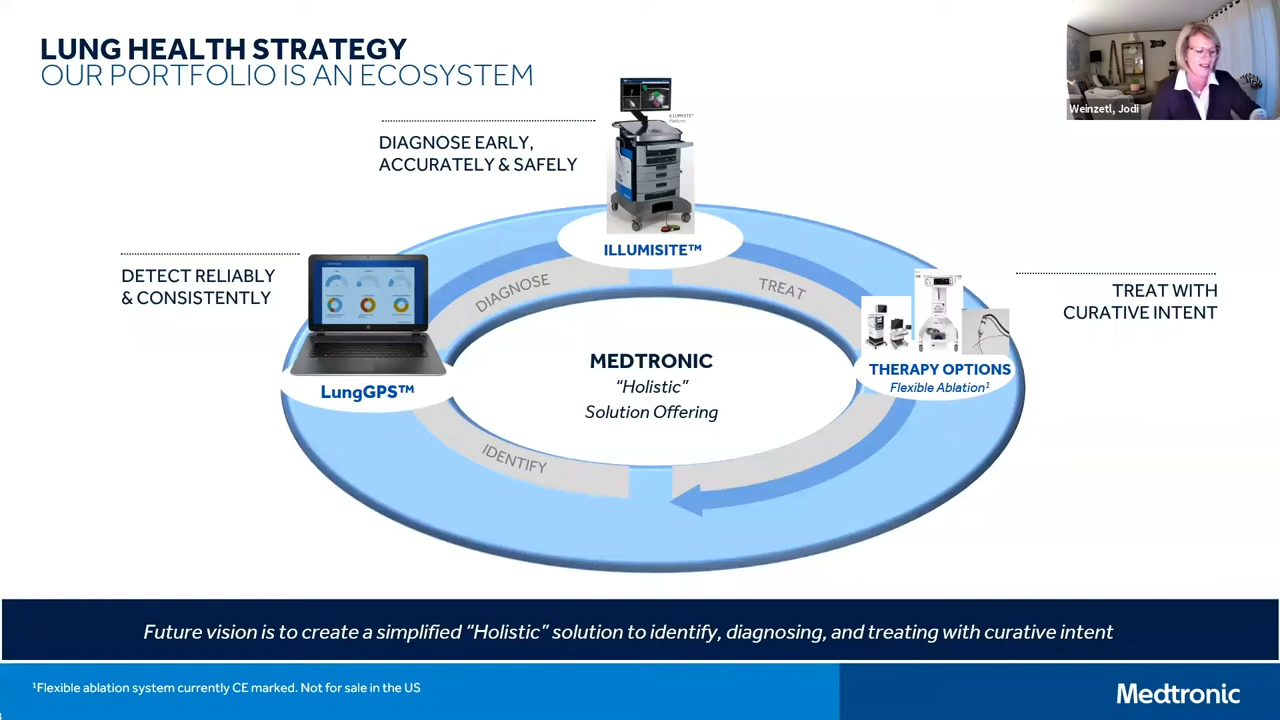 LUNG HEALTH STRATEGY
OUR PORTFOLIO IS AN ECOSYSTEM
Weinzetl, Jodi
DIAGNOSE EARLY,
ACCURATELY & SAFELY
ILLUMISITE™
Platform
ILLUMISITE™
DETECT RELIABLY
& CONSISTENTLY
DIAGNOSE
TREAT
TREAT WITH
CURATIVE INTENT
LungGPS™
MEDTRONIC
“Holistic”
Solution Offering
THERAPY OPTIONS
Flexible Ablation¹
IDENTIFY
Future vision is to create a simplified “Holistic” solution to identify, diagnosing, and treating with curative intent
¹Flexible ablation system currently CE marked. Not for sale in the US
Medtronic